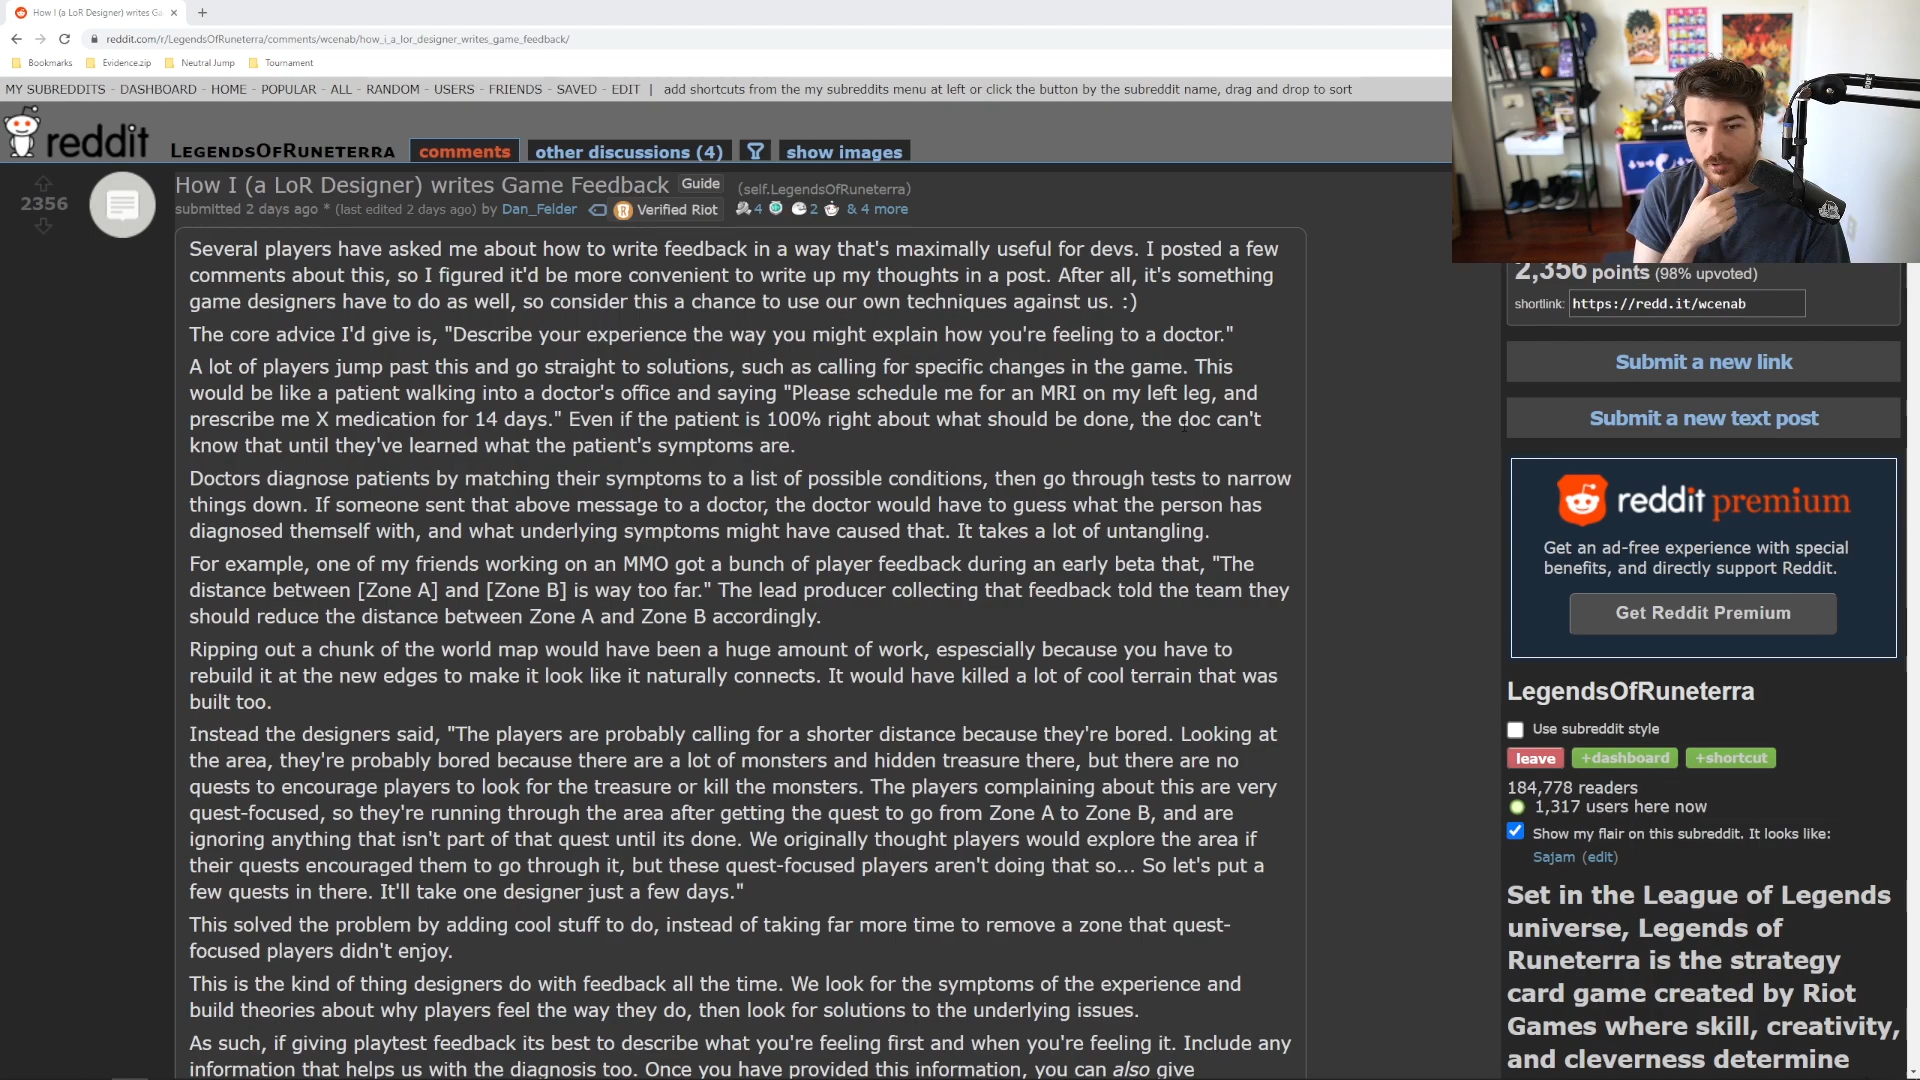 How I (a LoR Designer) writes Ga
reddit.com/r/LegendsOfRuneterra/comments/wcenab/how_i_a_lor_designer_writes_game_feedback/
Bookmarks Evidence.zip Neutral Jump Tournament
MY SUBREDDITS - DASHBOARD - HOME - POPULAR - ALL - RANDOM - USERS - FRIENDS - SAVED - EDIT | add shortcuts from the my subreddits menu at left or click the button by the subreddit name, drag and drop to sort
reddit LEGENDSOFRUNETERRA comments other discussions (4) show images
2356
How I (a LoR Designer) writes Game Feedback Guide (self.LegendsOfRuneterra)
submitted 2 days ago * (last edited 2 days ago) by Dan_Felder Verified Riot 4 2 & 4 more
Several players have asked me about how to write feedback in a way that's maximally useful for devs. I posted a few
comments about this, so I figured it'd be more convenient to write up my thoughts in a post. After all, it's something
game designers have to do as well, so consider this a chance to use our own techniques against us. :)
The core advice I'd give is, "Describe your experience the way you might explain how you're feeling to a doctor."
A lot of players jump past this and go straight to solutions, such as calling for specific changes in the game. This
would be like a patient walking into a doctor's office and saying "Please schedule me for an MRI on my left leg, and
prescribe me X medication for 14 days." Even if the patient is 100% right about what should be done, the doc can't
know that until they've learned what the patient's symptoms are.
Doctors diagnose patients by matching their symptoms to a list of possible conditions, then go through tests to narrow
things down. If someone sent that above message to a doctor, the doctor would have to guess what the person has
diagnosed themself with, and what underlying symptoms might have caused that. It takes a lot of untangling.
For example, one of my friends working on an MMO got a bunch of player feedback during an early beta that, "The
distance between [Zone A] and [Zone B] is way too far." The lead producer collecting that feedback told the team they
should reduce the distance between Zone A and Zone B accordingly.
Ripping out a chunk of the world map would have been a huge amount of work, espescially because you have to
rebuild it at the new edges to make it look like it naturally connects. It would have killed a lot of cool terrain that was
built too.
Instead the designers said, "The players are probably calling for a shorter distance because they're bored. Looking at
the area, they're probably bored because there are a lot of monsters and hidden treasure there, but there are no
quests to encourage players to look for the treasure or kill the monsters. The players complaining about this are very
quest-focused, so they're running through the area after getting the quest to go from Zone A to Zone B, and are
ignoring anything that isn't part of that quest until its done. We originally thought players would explore the area if
their quests encouraged them to go through it, but these quest-focused players aren't doing that so... So let's put a
few quests in there. It'll take one designer just a few days."
This solved the problem by adding cool stuff to do, instead of taking far more time to remove a zone that quest-
focused players didn't enjoy.
This is the kind of thing designers do with feedback all the time. We look for the symptoms of the experience and
build theories about why players feel the way they do, then look for solutions to the underlying issues.
As such, if giving playtest feedback its best to describe what you're feeling first and when you're feeling it. Include any
information that helps us with the diagnosis too. Once you have provided this information, you can also give
2,356 points (98% upvoted)
shortlink: https://redd.it/wcenab
Submit a new link
Submit a new text post
reddit premium
Get an ad-free experience with special
benefits, and directly support Reddit.
Get Reddit Premium
LegendsOfRuneterra
Use subreddit style
leave +dashboard +shortcut
184,778 readers
1,317 users here now
Show my flair on this subreddit. It looks like:
Sajam (edit)
Set in the League of Legends
universe, Legends of
Runeterra is the strategy
card game created by Riot
Games where skill, creativity,
and cleverness determine